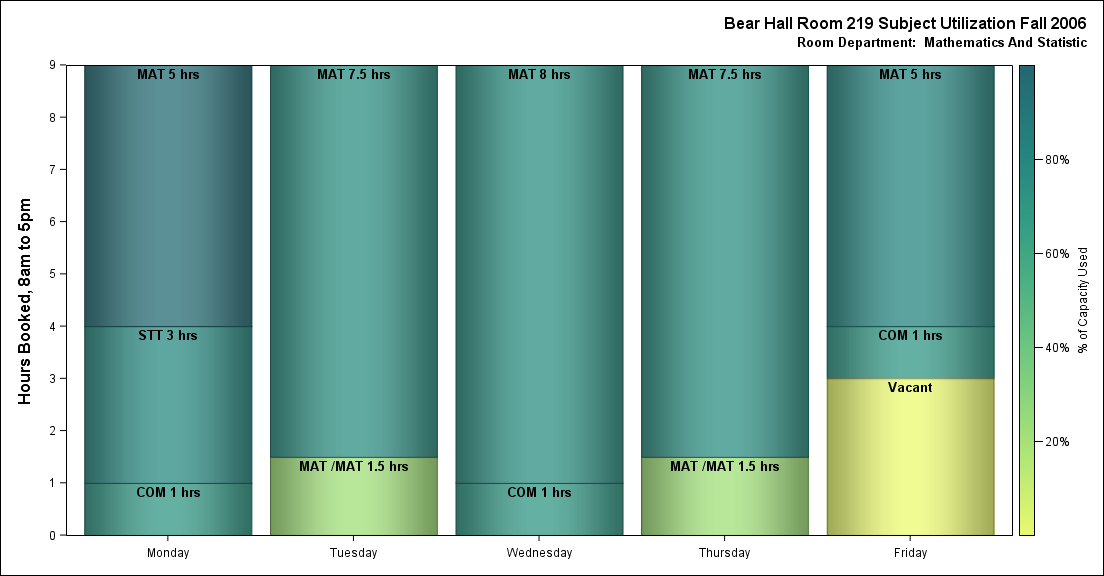 Bear Hall Room 219 Subject Utilization Fall 2006
Room Department: Mathematics And Statistic
Hours Booked, 8am to 5pm
9
8
7
6
5
4
3
2
1
0
MAT 5 hrs
STT 3 hrs
COM 1 hrs
MAT 7.5 hrs
MAT /MAT 1.5 hrs
MAT 8 hrs
COM 1 hrs
MAT 7.5 hrs
MAT /MAT 1.5 hrs
MAT 5 hrs
COM 1 hrs
Vacant
Monday
Tuesday
Wednesday
Thursday
Friday
80%
60%
40%
20%
% of Capacity Used